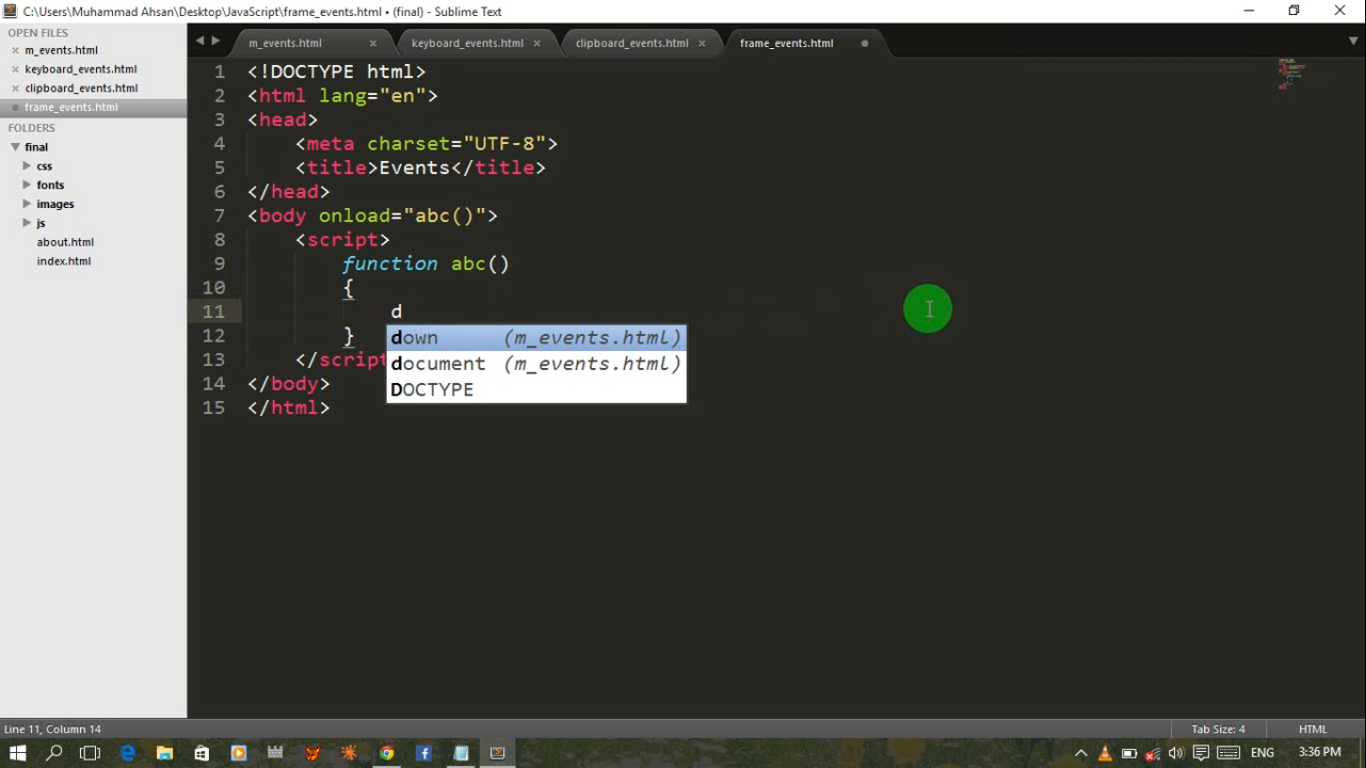 C:\Users\Muhammad Ahsan\Desktop\JavaScript\frame_events.html • (final) - Sublime Text
OPEN FILES
m_events.html
keyboard_events.html
clipboard_events.html
frame_events.html
FOLDERS
final
css
fonts
images
js
about.html
index.html
m_events.html keyboard_events.html clipboard_events.html frame_events.html
1 <!DOCTYPE html>
2 <html lang="en">
3 <head>
4 <meta charset="UTF-8">
5 <title>Events</title>
6 </head>
7 <body onload="abc()">
8 <script>
9 function abc()
10 {
11 d
12 }
13 </script
14 </body>
15 </html>
down (m_events.html)
document (m_events.html)
DOCTYPE
Line 11, Column 14
Tab Size: 4
HTML
ENG
3:36 PM